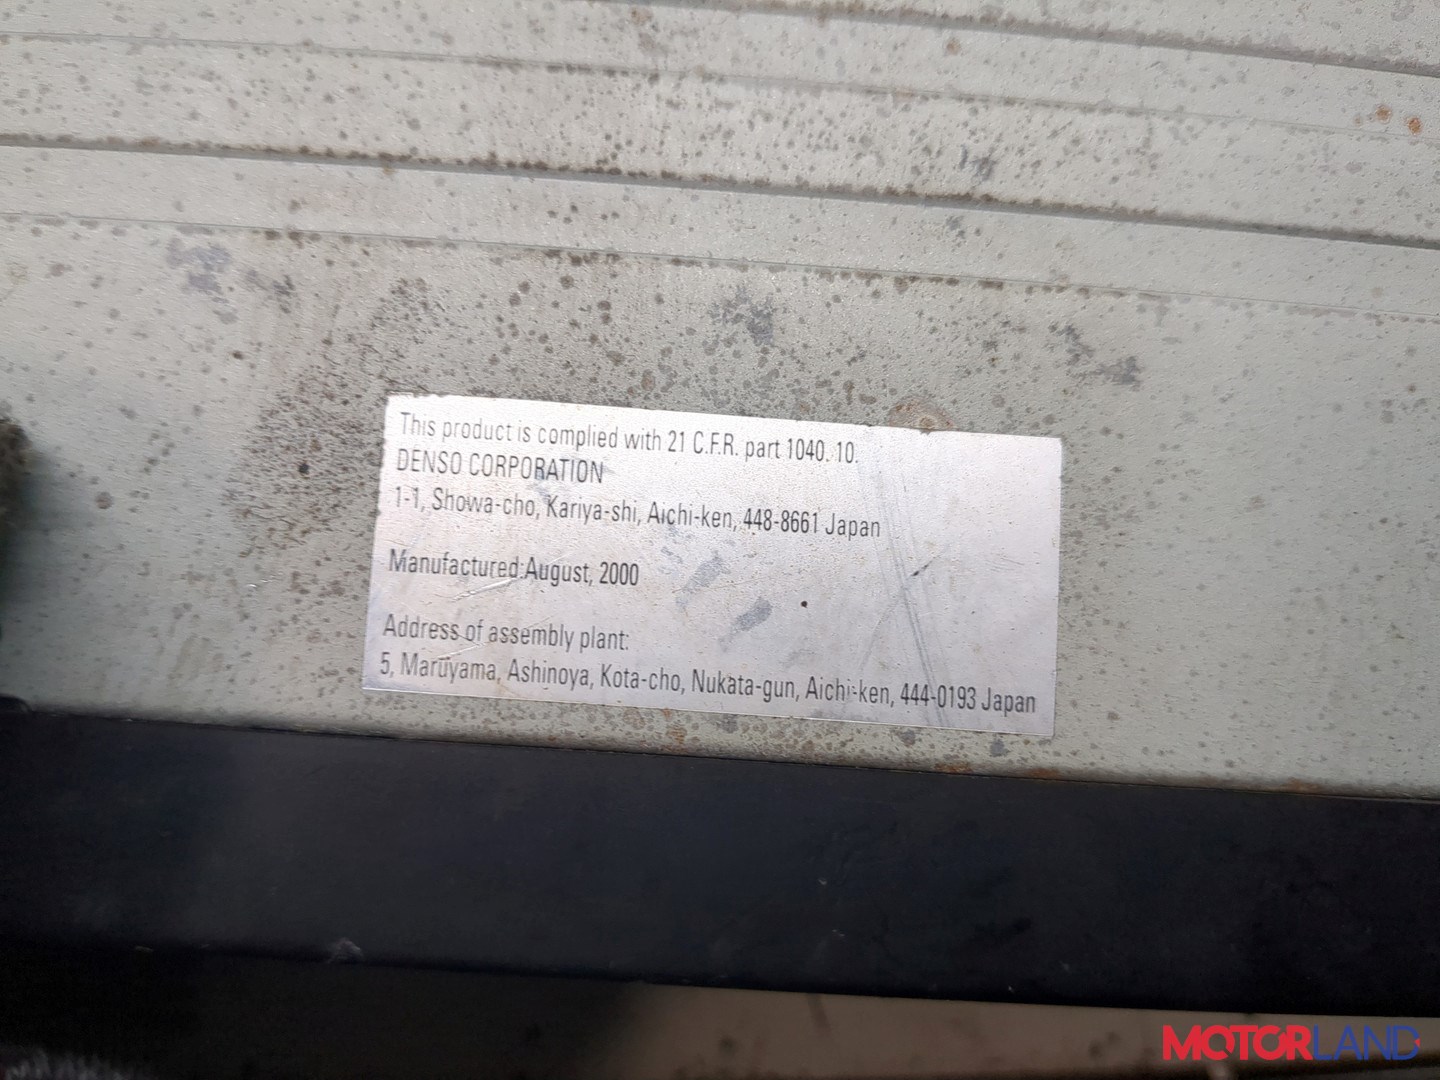 This product is complied with 21 C.F.R. part 1040. 10.
DENSO CORPORATION
1-1, Showa-cho, Kariya-shi, Aichi-ken, 448-8661 Japan
Manufactured:August, 2000
Address of assembly plant:
5, Maruyama, Ashinoya, Kota-cho, Nukata-gun, Aichi-ken, 444-0193 Japan
MOTORLAND